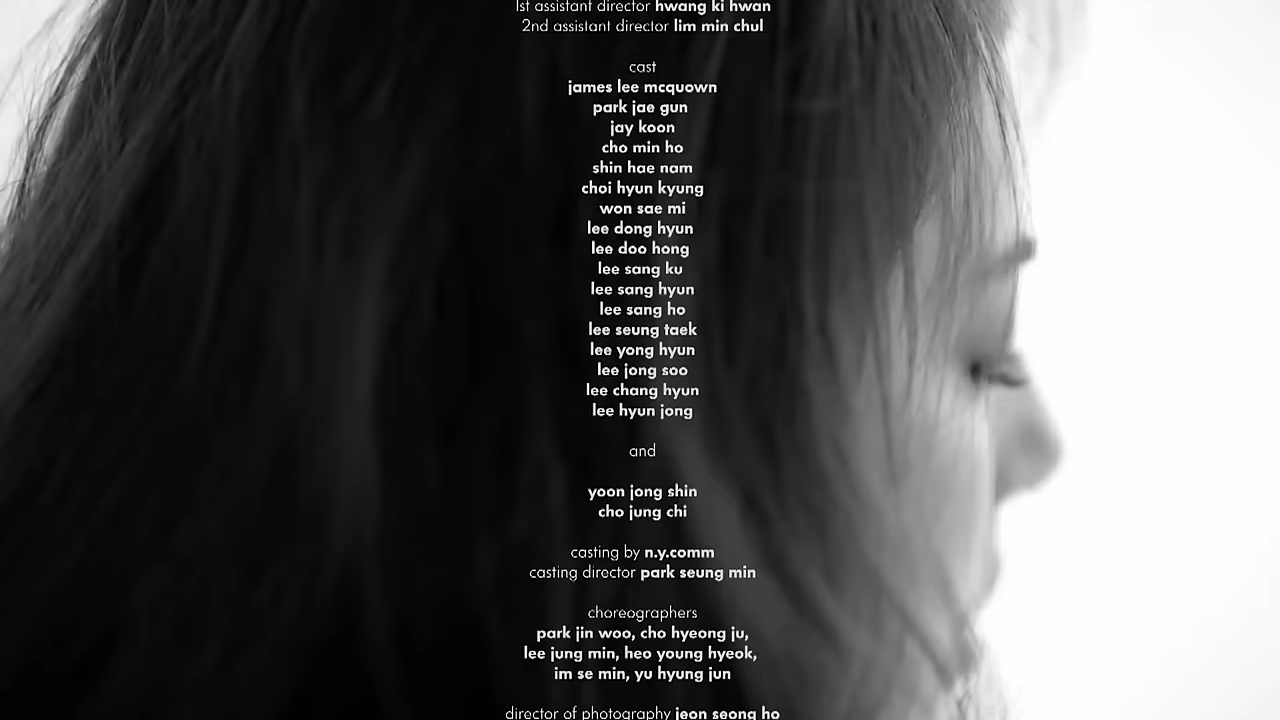 1st assistant director hwang ki hwan
2nd assistant director lim min chul
cast
james lee mcquown
park jae gun
jay koon
cho min ho
shin hae nam
choi hyun kyung
won sae mi
lee dong hyun
lee doo hong
lee sang ku
lee sang hyun
lee sang ho
lee seung taek
lee yong hyun
lee jong soo
lee chang hyun
lee hyun jong
and
yoon jong shin
cho jung chi
casting by n.y.comm
casting director park seung min
choreographers
park jin woo, cho hyeong ju,
lee jung min, heo young hyeok,
im se min, yu hyung jun
director of photography jeon seong ho